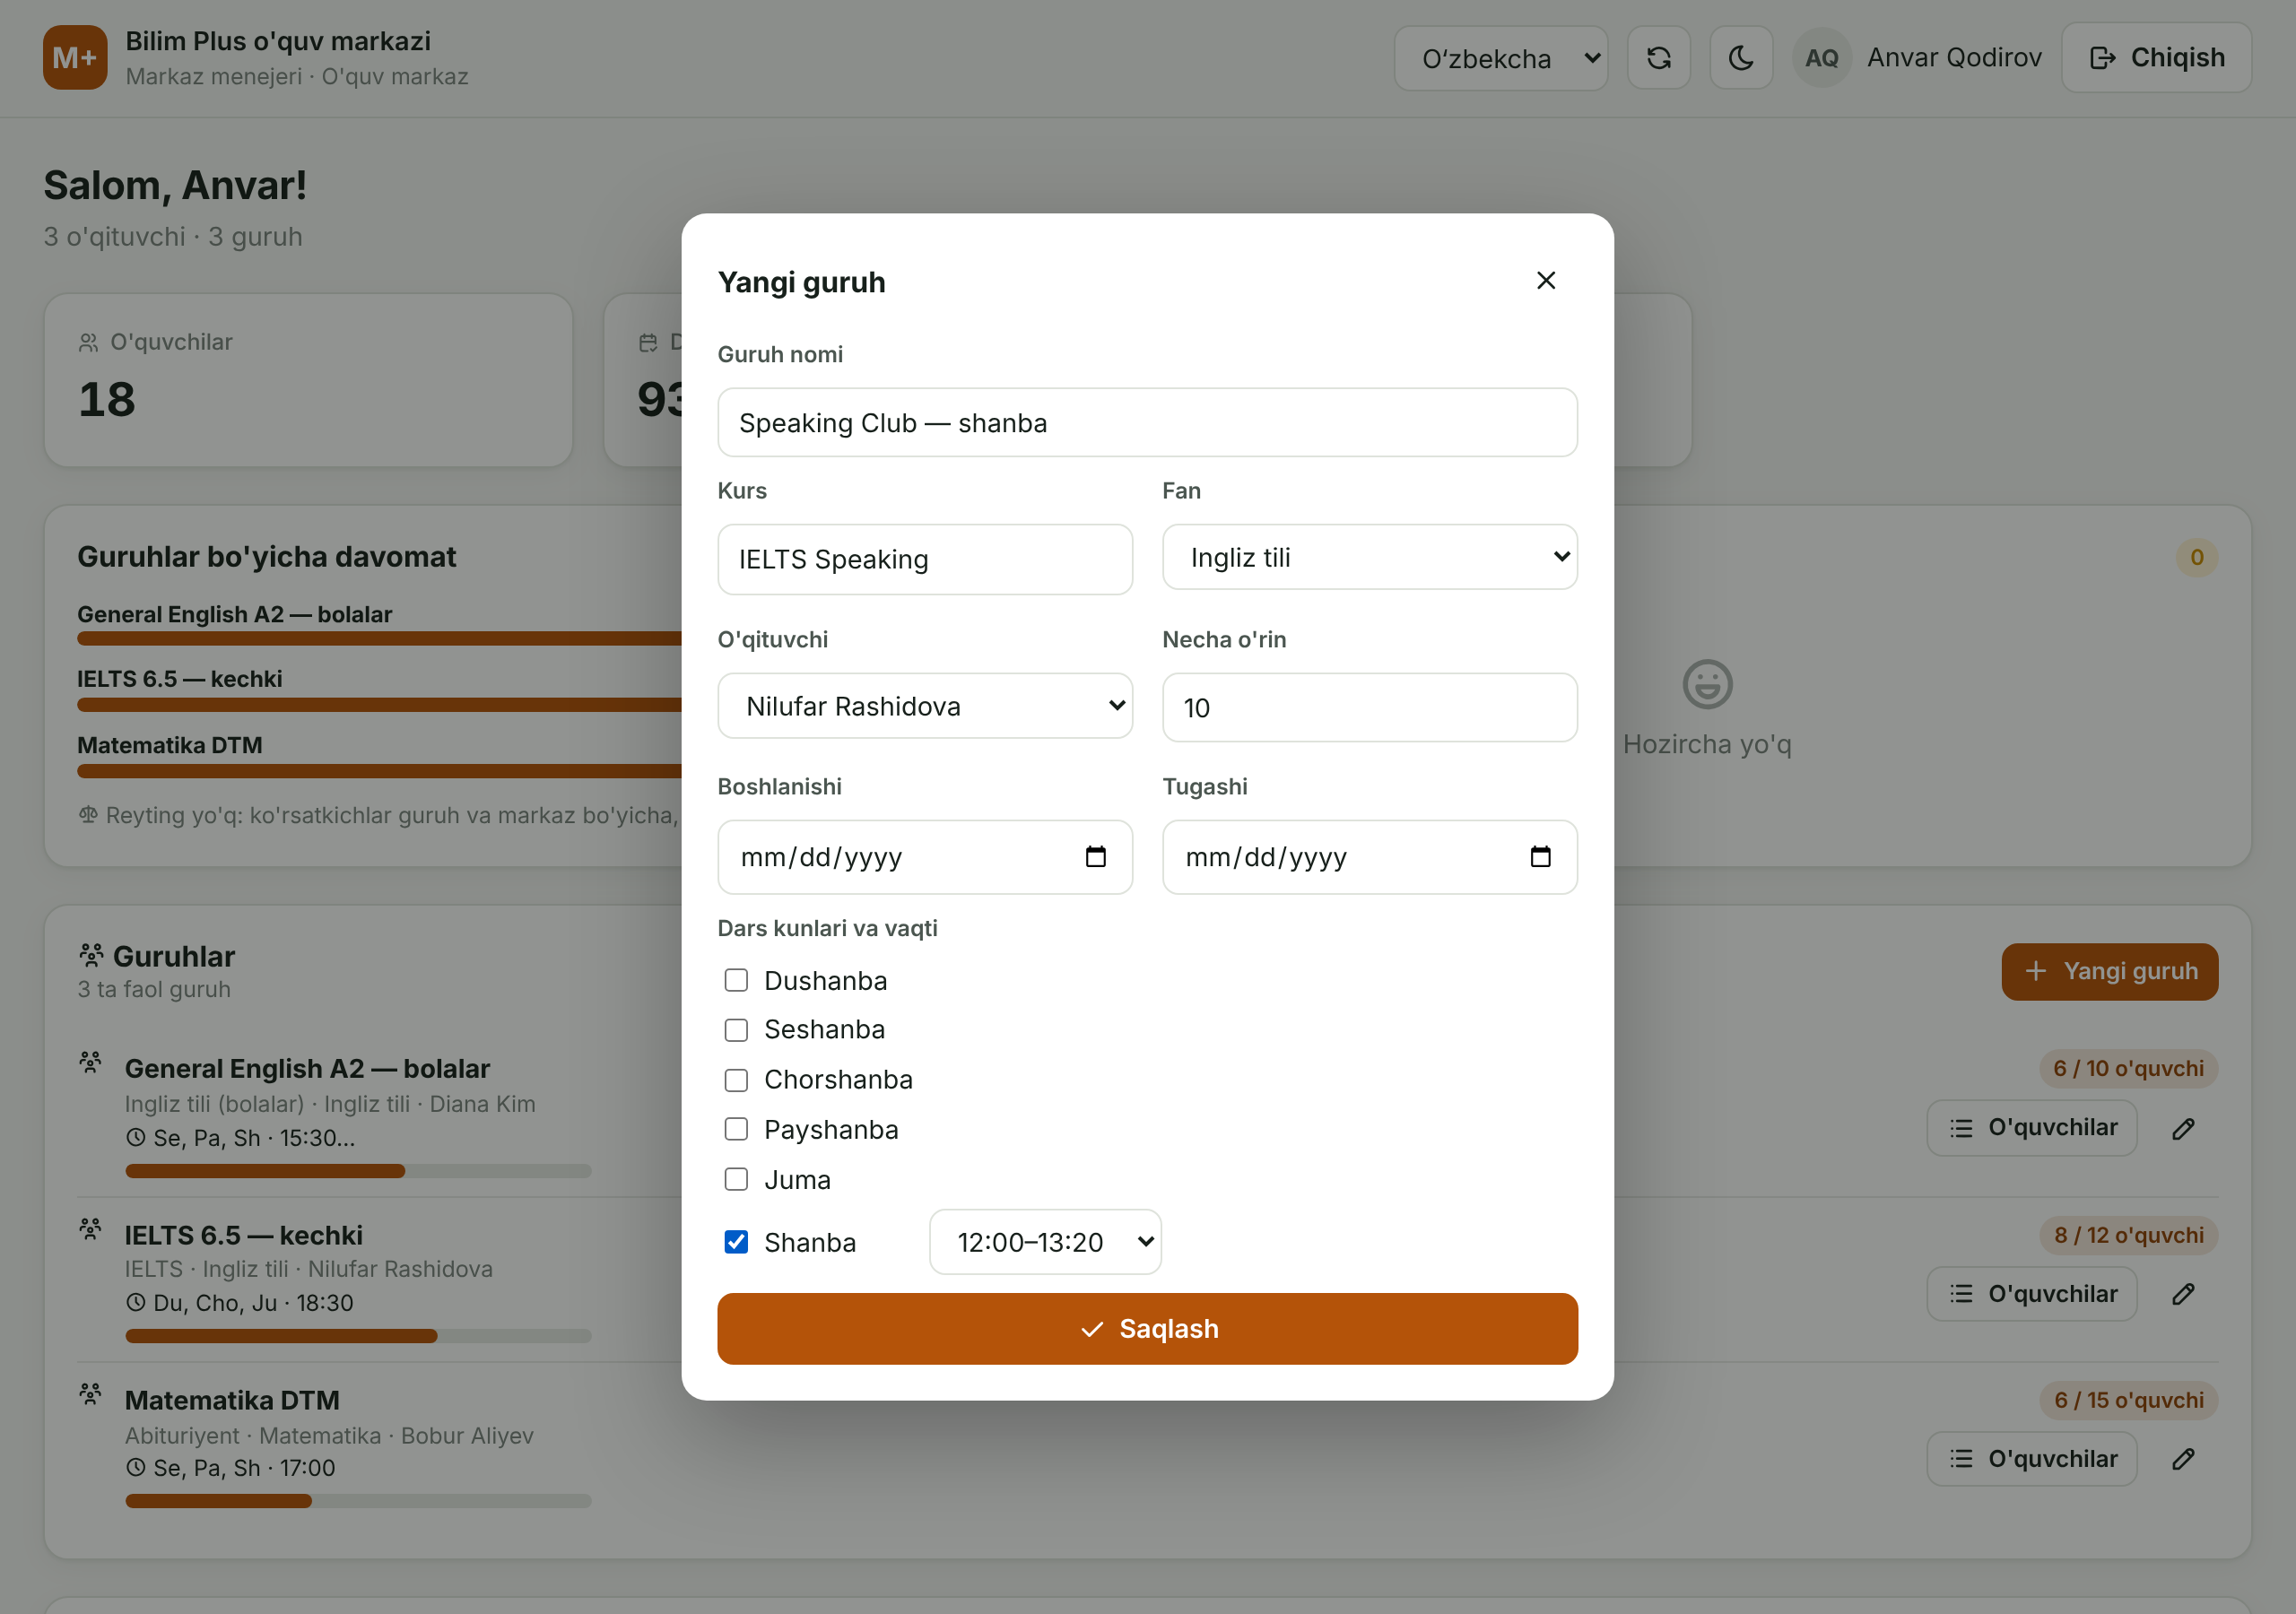 M+
Bilim Plus o'quv markazi
Markaz menejeri · O'quv markaz
Oʻzbekcha
AQ
Anvar Qodirov
Chiqish
Salom, Anvar!
3 o'qituvchi · 3 guruh
O'quvchilar
18
93
Guruhlar bo'yicha davomat
General English A2 — bolalar
IELTS 6.5 — kechki
Matematika DTM
Reyting yo'q: ko'rsatkichlar guruh va markaz bo'yicha,
0
Hozircha yo'q
Guruhlar
3 ta faol guruh
Yangi guruh
General English A2 — bolalar
Ingliz tili (bolalar) · Ingliz tili · Diana Kim
Se, Pa, Sh · 15:30...
6 / 10 o'quvchi
O'quvchilar
IELTS 6.5 — kechki
IELTS · Ingliz tili · Nilufar Rashidova
Du, Cho, Ju · 18:30
8 / 12 o'quvchi
O'quvchilar
Matematika DTM
Abituriyent · Matematika · Bobur Aliyev
Se, Pa, Sh · 17:00
6 / 15 o'quvchi
O'quvchilar
Yangi guruh
Guruh nomi
Speaking Club — shanba
Kurs
Fan
IELTS Speaking
Ingliz tili
O'qituvchi
Necha o'rin
Nilufar Rashidova
10
Boshlanishi
Tugashi
mm/dd/yyyy
mm/dd/yyyy
Dars kunlari va vaqti
Dushanba
Seshanba
Chorshanba
Payshanba
Juma
Shanba
12:00–13:20
Saqlash